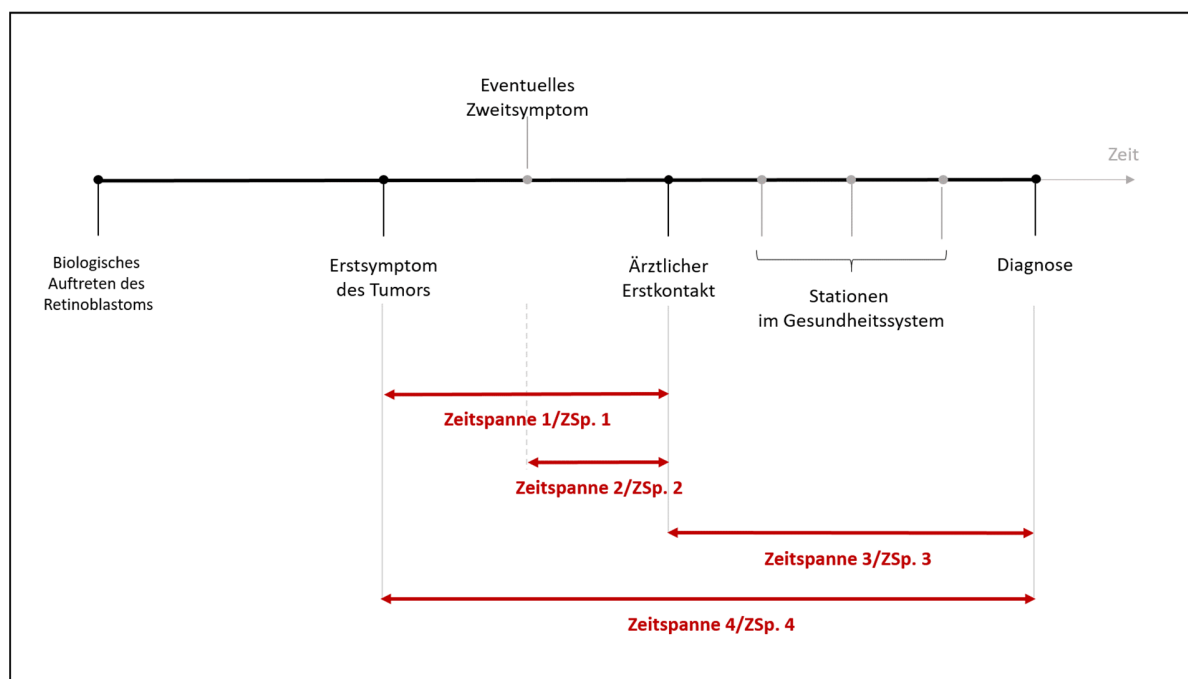 Eventuelles
Zweitsymptom
Zeit
Biologisches
Auftreten des
Retinoblastoms
Erstsymptom
des Tumors
Ärztlicher
Erstkontakt
Stationen
im Gesundheitssystem
Diagnose
Zeitspanne 1/ZSp. 1
Zeitspanne 2/ZSp. 2
Zeitspanne 3/ZSp. 3
Zeitspanne 4/ZSp. 4